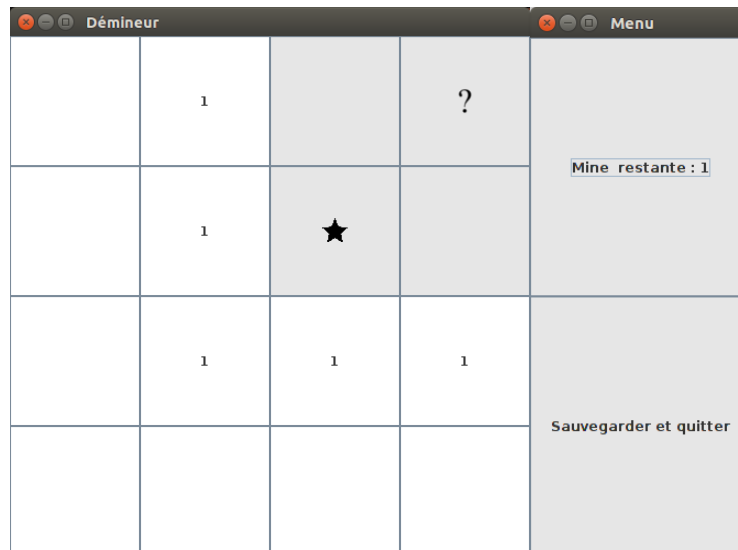 Démineur
Menu
1
?
1
1 1 1
Mine restante : 1
Sauvegarder et quitter